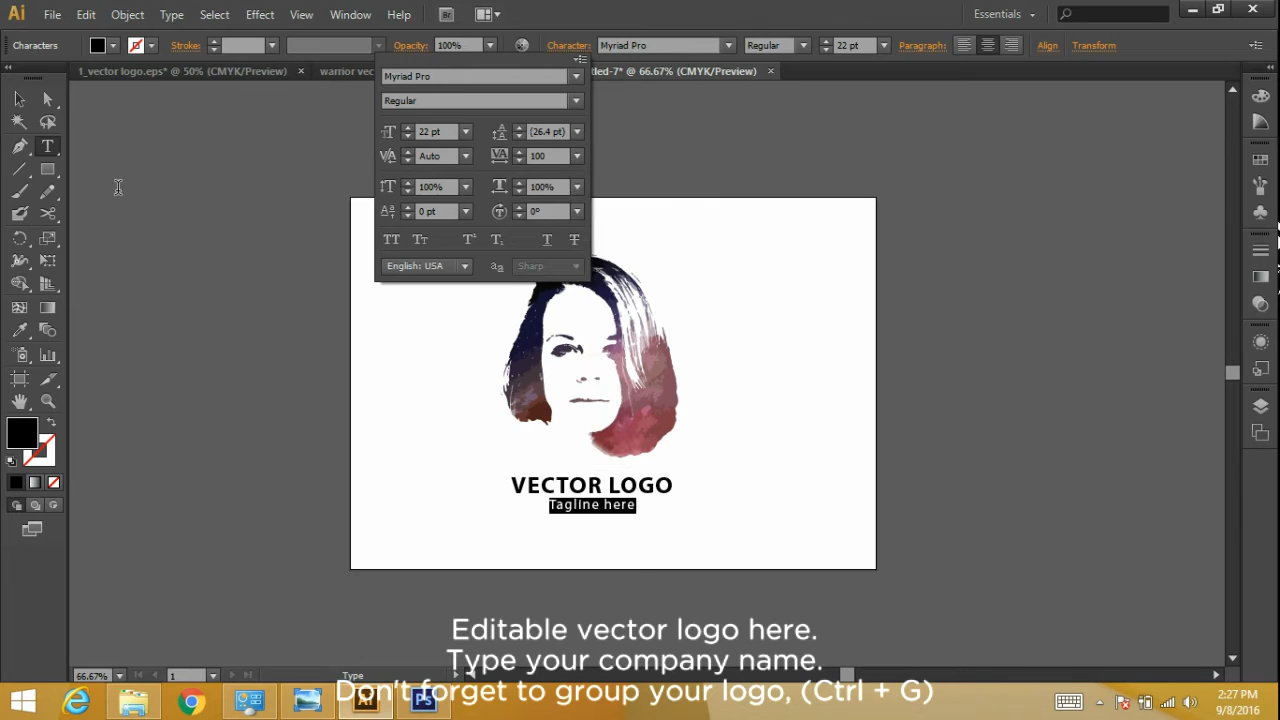 Ai File Edit Object Type Select Effect View Window Help Br Essentials
Characters Stroke: Opacity: 100% Character: Myriad Pro Regular 22 pt Paragraph: Align Transform
1_vector logo.eps* @ 50% (CMYK/Preview) × warrior vec tled-7* @ 66.67% (CMYK/Preview) ×
Myriad Pro
Regular
22 pt (26.4 pt)
Auto 100
100% 100%
0 pt 0°
English: USA Sharp
VECTOR LOGO
Tagline here
Editable vector logo here.
Type your company name.
66.67% 1 Type
Don't forget to group your logo, (Ctrl + G)
Ai Ps
2:27 PM
9/8/2016